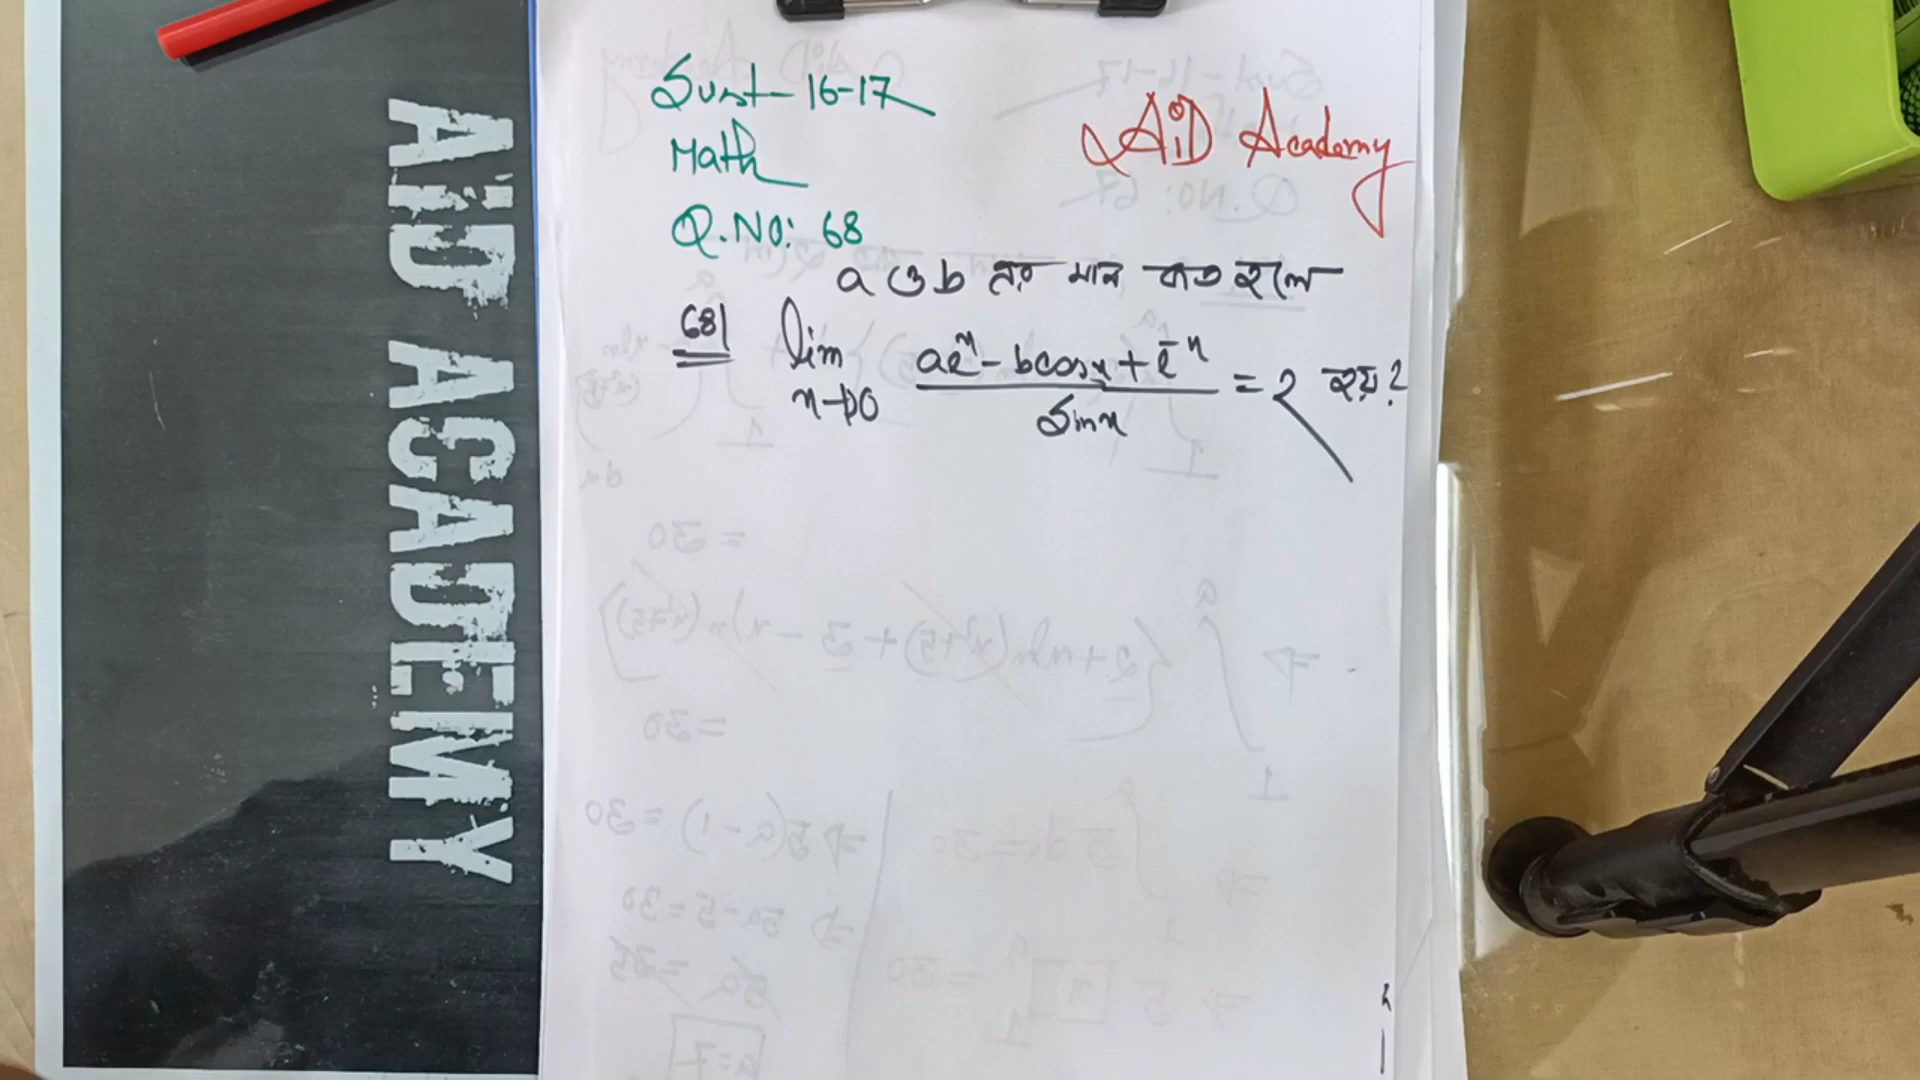 AID ACADEMY
Sust-16-17
Math
Q.NO: 68
AiD Academy
a ও b এর মান কত হলে
68| lim x→0 (ae^x - bcosx + e^-x) / sinx = 2 হয়?